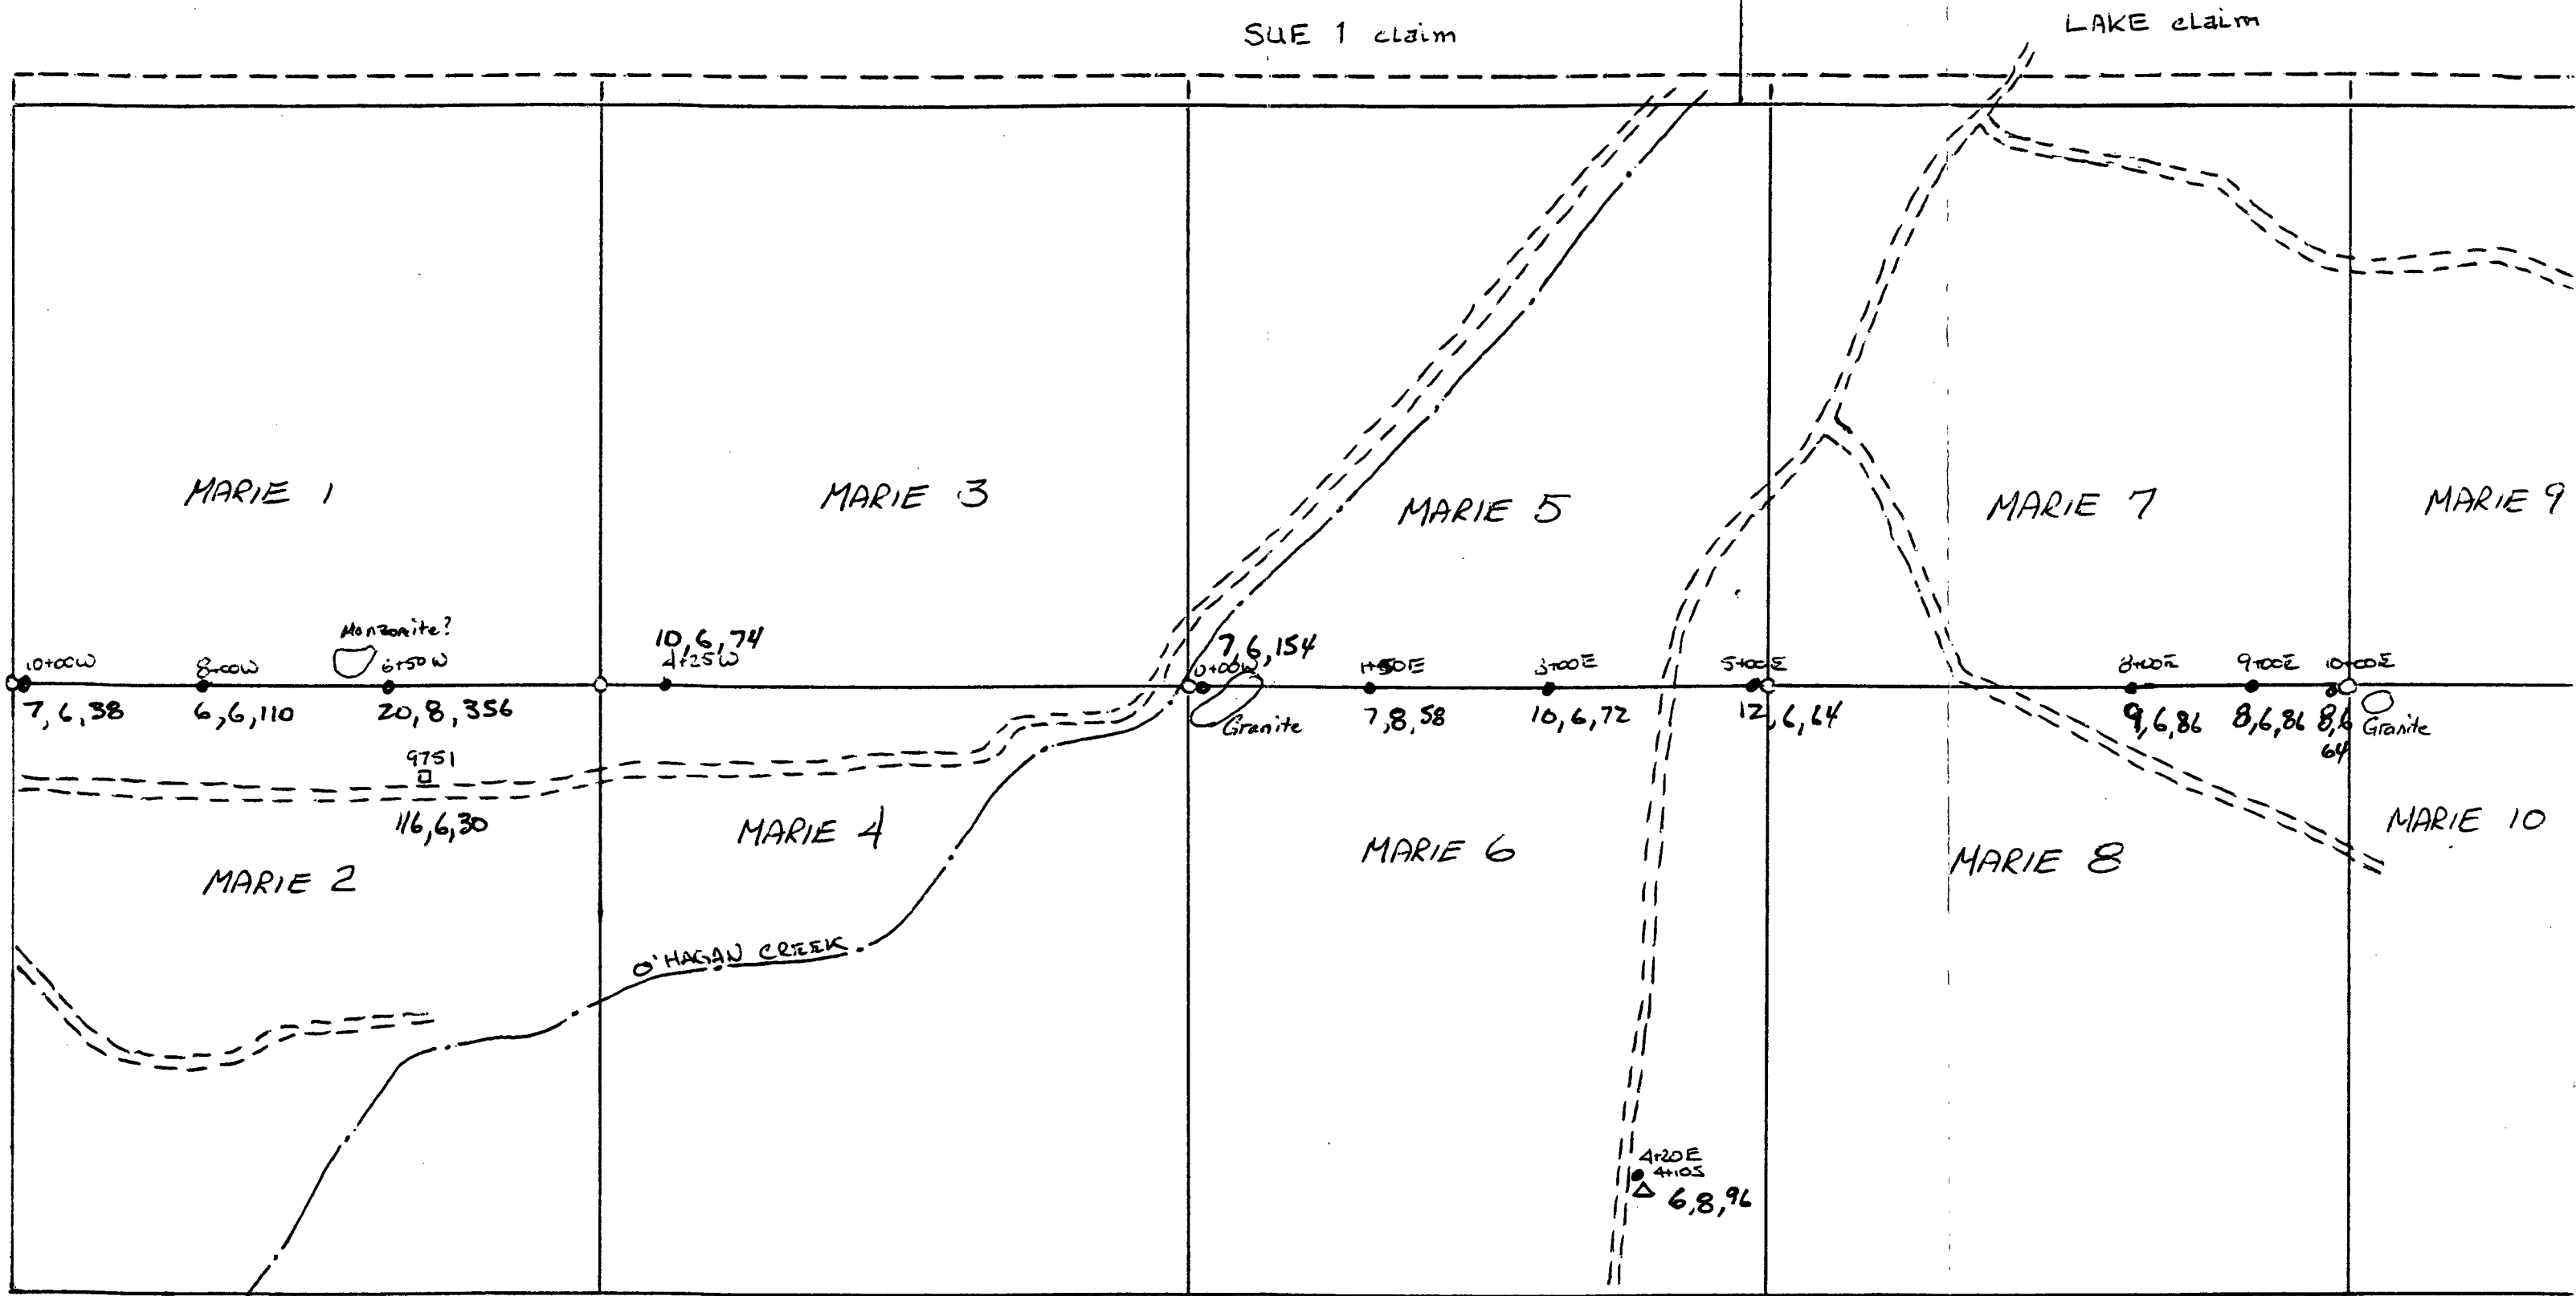 SUE 1 claim
LAKE claim
MARIE 1
MARIE 3
MARIE 5
MARIE 7
MARIE 9
Monzonite?
10+00W
8+00W
6+50W
10,6,74
4+25W
7,6,154
0+00W
1+50E
3+00E
5+00E
8+00E
9+00E
10+00E
7,6,38
6,6,110
20,8,356
Granite
7,8,58
10,6,72
12,6,64
9,6,86
8,6,86
8,6
64
Granite
9751
116,6,30
MARIE 2
MARIE 4
MARIE 6
MARIE 8
MARIE 10
O'HAGAN CREEK
4+20E
4+10S
6,8,96